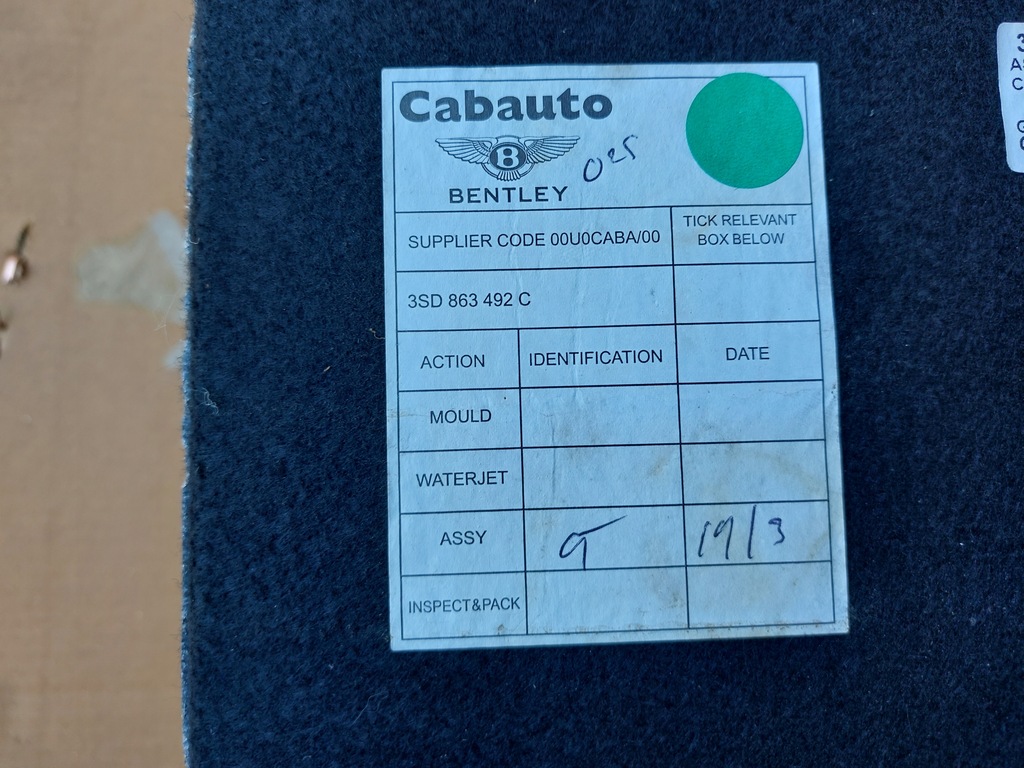 Cabauto
B
BENTLEY
025
SUPPLIER CODE 00U0CABA/00
TICK RELEVANT
BOX BELOW
3SD 863 492 C
ACTION
IDENTIFICATION
DATE
MOULD
WATERJET
ASSY
19/3
INSPECT&PACK
3
C